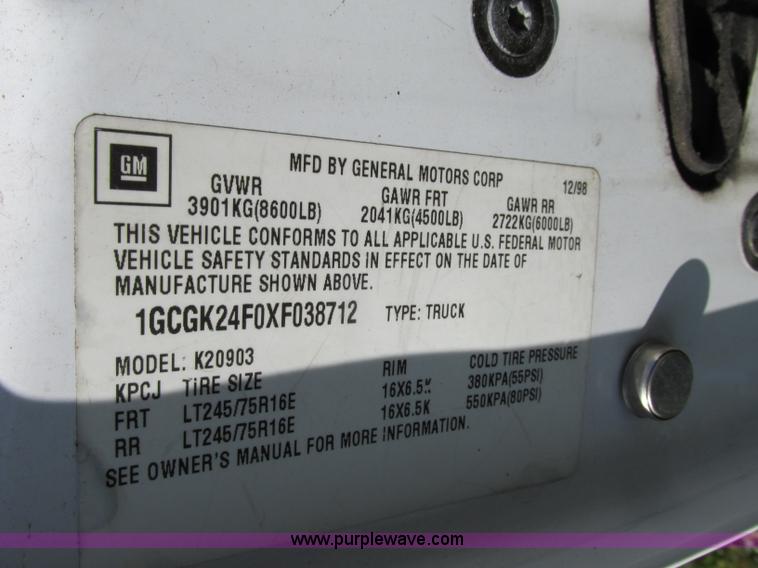 GM
MFD BY GENERAL MOTORS CORP
12/98
GVWR GAWR FRT GAWR RR
3901KG(8600LB) 2041KG(4500LB) 2722KG(6000LB)
THIS VEHICLE CONFORMS TO ALL APPLICABLE U.S. FEDERAL MOTOR
VEHICLE SAFETY STANDARDS IN EFFECT ON THE DATE OF
MANUFACTURE SHOWN ABOVE.
1GCGK24F0XF038712 TYPE: TRUCK
MODEL: K20903
KPCJ TIRE SIZE RIM COLD TIRE PRESSURE
FRT LT245/75R16E 16X6.5K 380KPA(55PSI)
RR LT245/75R16E 16X6.5K 550KPA(80PSI)
SEE OWNER'S MANUAL FOR MORE INFORMATION.
www.purplewave.com